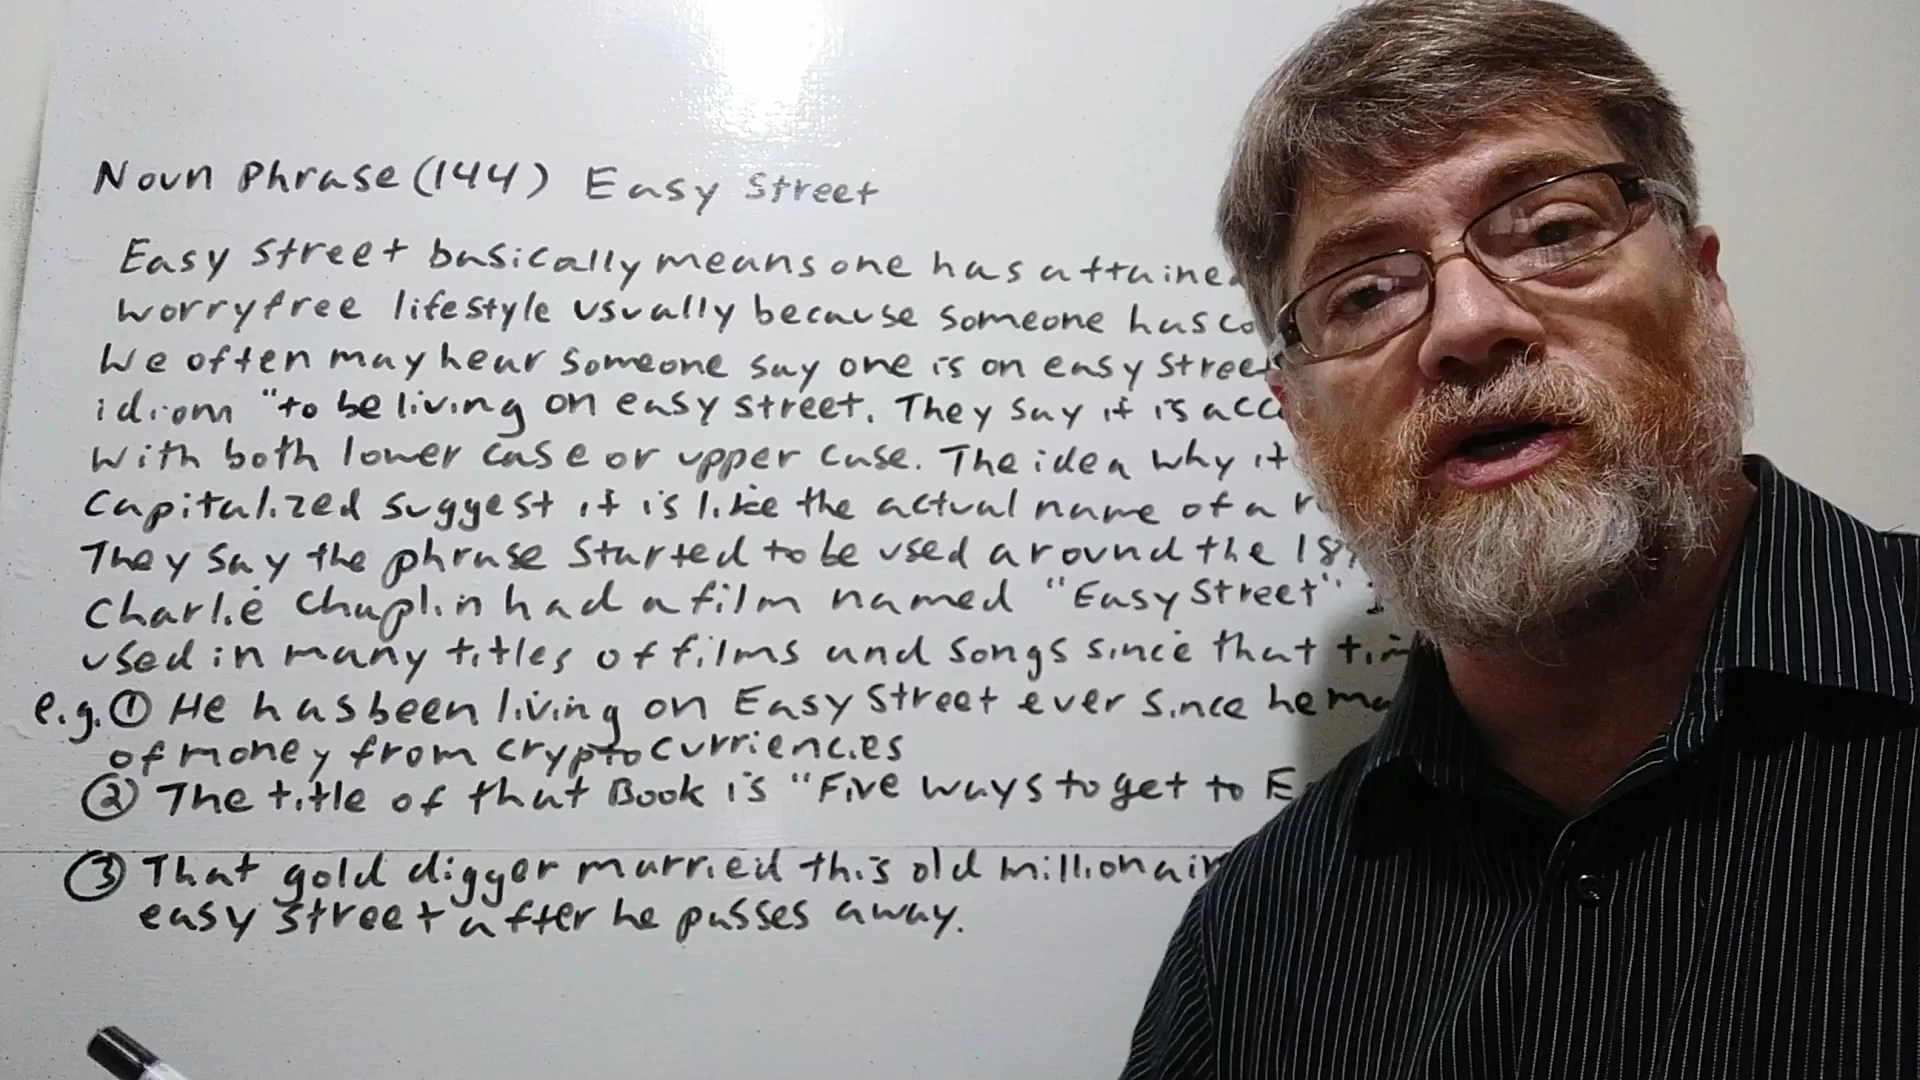 Noun Phrase (144) Easy Street
Easy Street basically means one has attaine
worryfree lifestyle usually because someone has co
We often may hear someone say one is on easy stree
idiom "to be living on easy street. They say it is acc
with both lower case or upper case. The idea why it
capitalized suggest it is like the actual name of a r
They say the phrase started to be used around the 18
Charlie Chaplin had a film named "Easy Street"
used in many titles of films and songs since that tim
e.g. ① He has been living on Easy Street ever since he ma
of money from cryptocurriencies
② The title of that Book is "Five ways to get to E
③ That gold digger married this old millionair
easy street after he passes away.